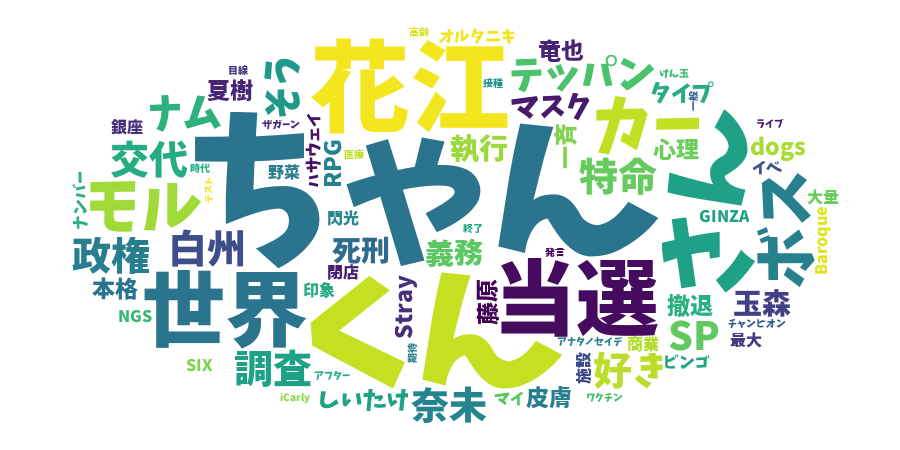 高齢
オルタニキ
花江
竜也
そう
目線
接種
テッパン
けん玉
夏樹
タイプ
一般
ナム
マスク
カー
銀座
ザガーン
ハサウェイ
ちゃん
執行
一斉
心理
dogs
ライブ
交代
時代
野菜
RPG
医療
特命
イベ
ナンバー
モル
テスト
閃光
ャん
GINZA
ボス
大量
Baroque
政権
白州
死刑
終了
義務
発言
本格
世界
閉店
印象
Stray
くん
藤原
当選
撤退
玉森
NGS
期待
SP
チャンピオン
最大
アナタノセイデ
商業
SIX
調査
アフター
施設
好き
ビンゴ
iCarly
しいたけ
奈未
マイ
皮膚
ワクチン